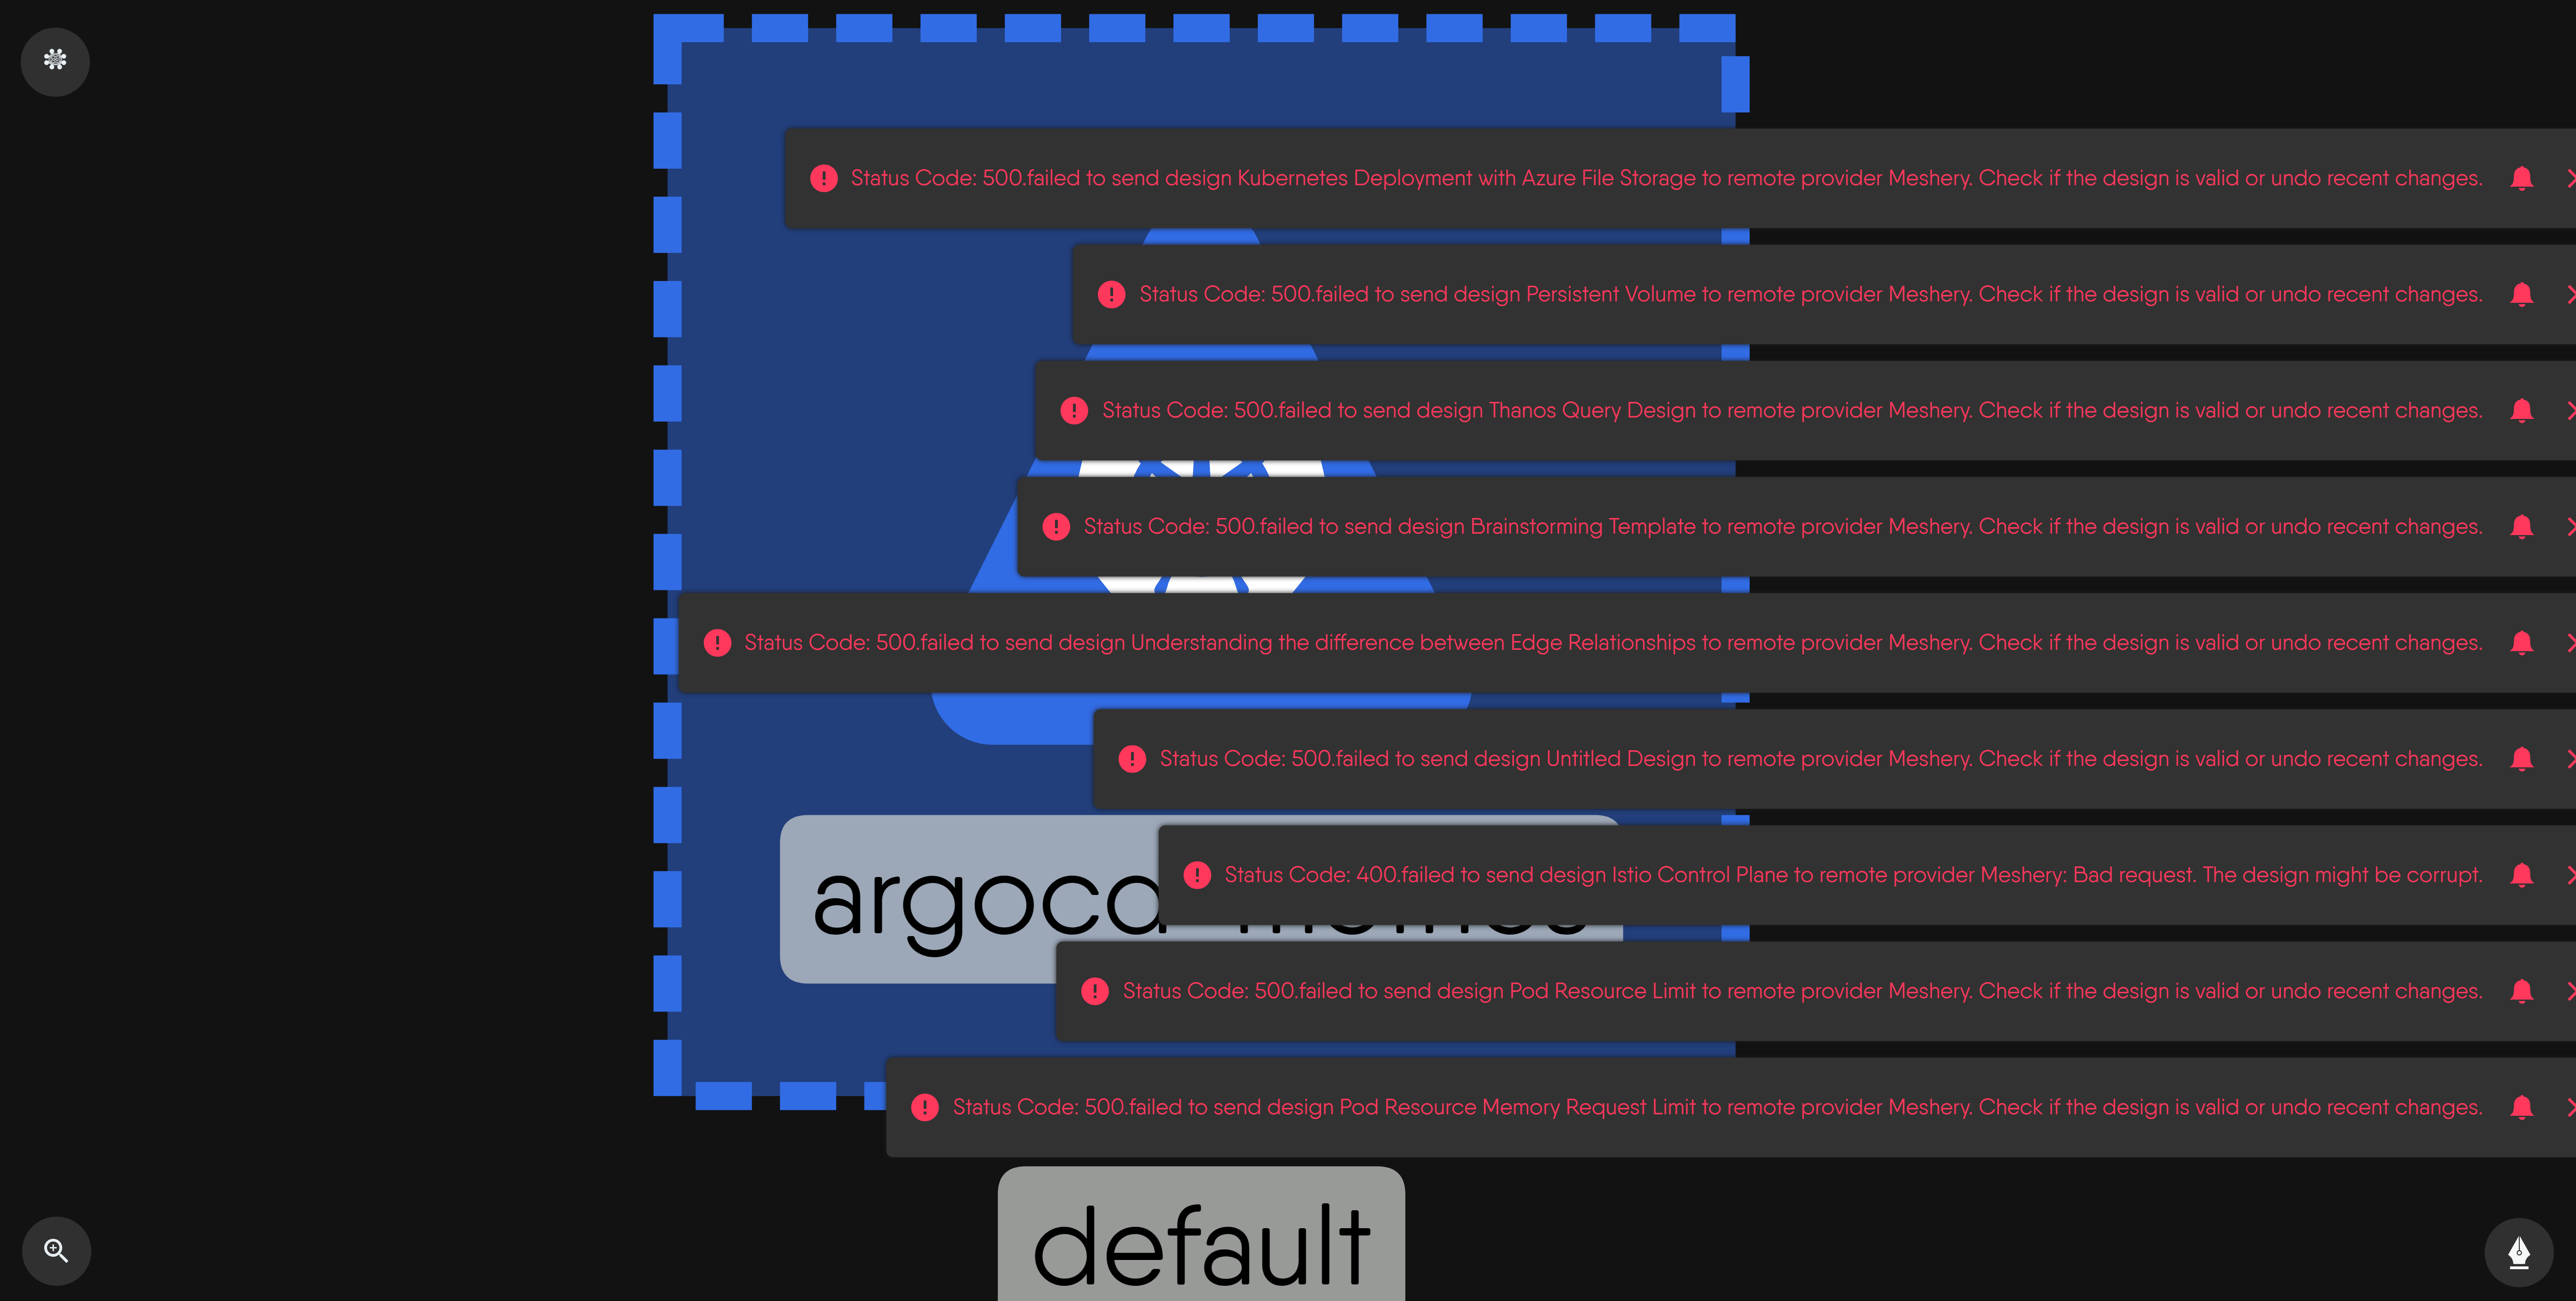 Status Code: 500.failed to send design Kubernetes Deployment with Azure File Storage to remote provider Meshery. Check if the design is valid or undo recent changes.
Status Code: 500.failed to send design Persistent Volume to remote provider Meshery. Check if the design is valid or undo recent changes.
Status Code: 500.failed to send design Thanos Query Design to remote provider Meshery. Check if the design is valid or undo recent changes.
Status Code: 500.failed to send design Brainstorming Template to remote provider Meshery. Check if the design is valid or undo recent changes.
Status Code: 500.failed to send design Understanding the difference between Edge Relationships to remote provider Meshery. Check if the design is valid or undo recent changes.
Status Code: 500.failed to send design Untitled Design to remote provider Meshery. Check if the design is valid or undo recent changes.
Status Code: 400.failed to send design Istio Control Plane to remote provider Meshery: Bad request. The design might be corrupt.
Status Code: 500.failed to send design Pod Resource Limit to remote provider Meshery. Check if the design is valid or undo recent changes.
Status Code: 500.failed to send design Pod Resource Memory Request Limit to remote provider Meshery. Check if the design is valid or undo recent changes.
default